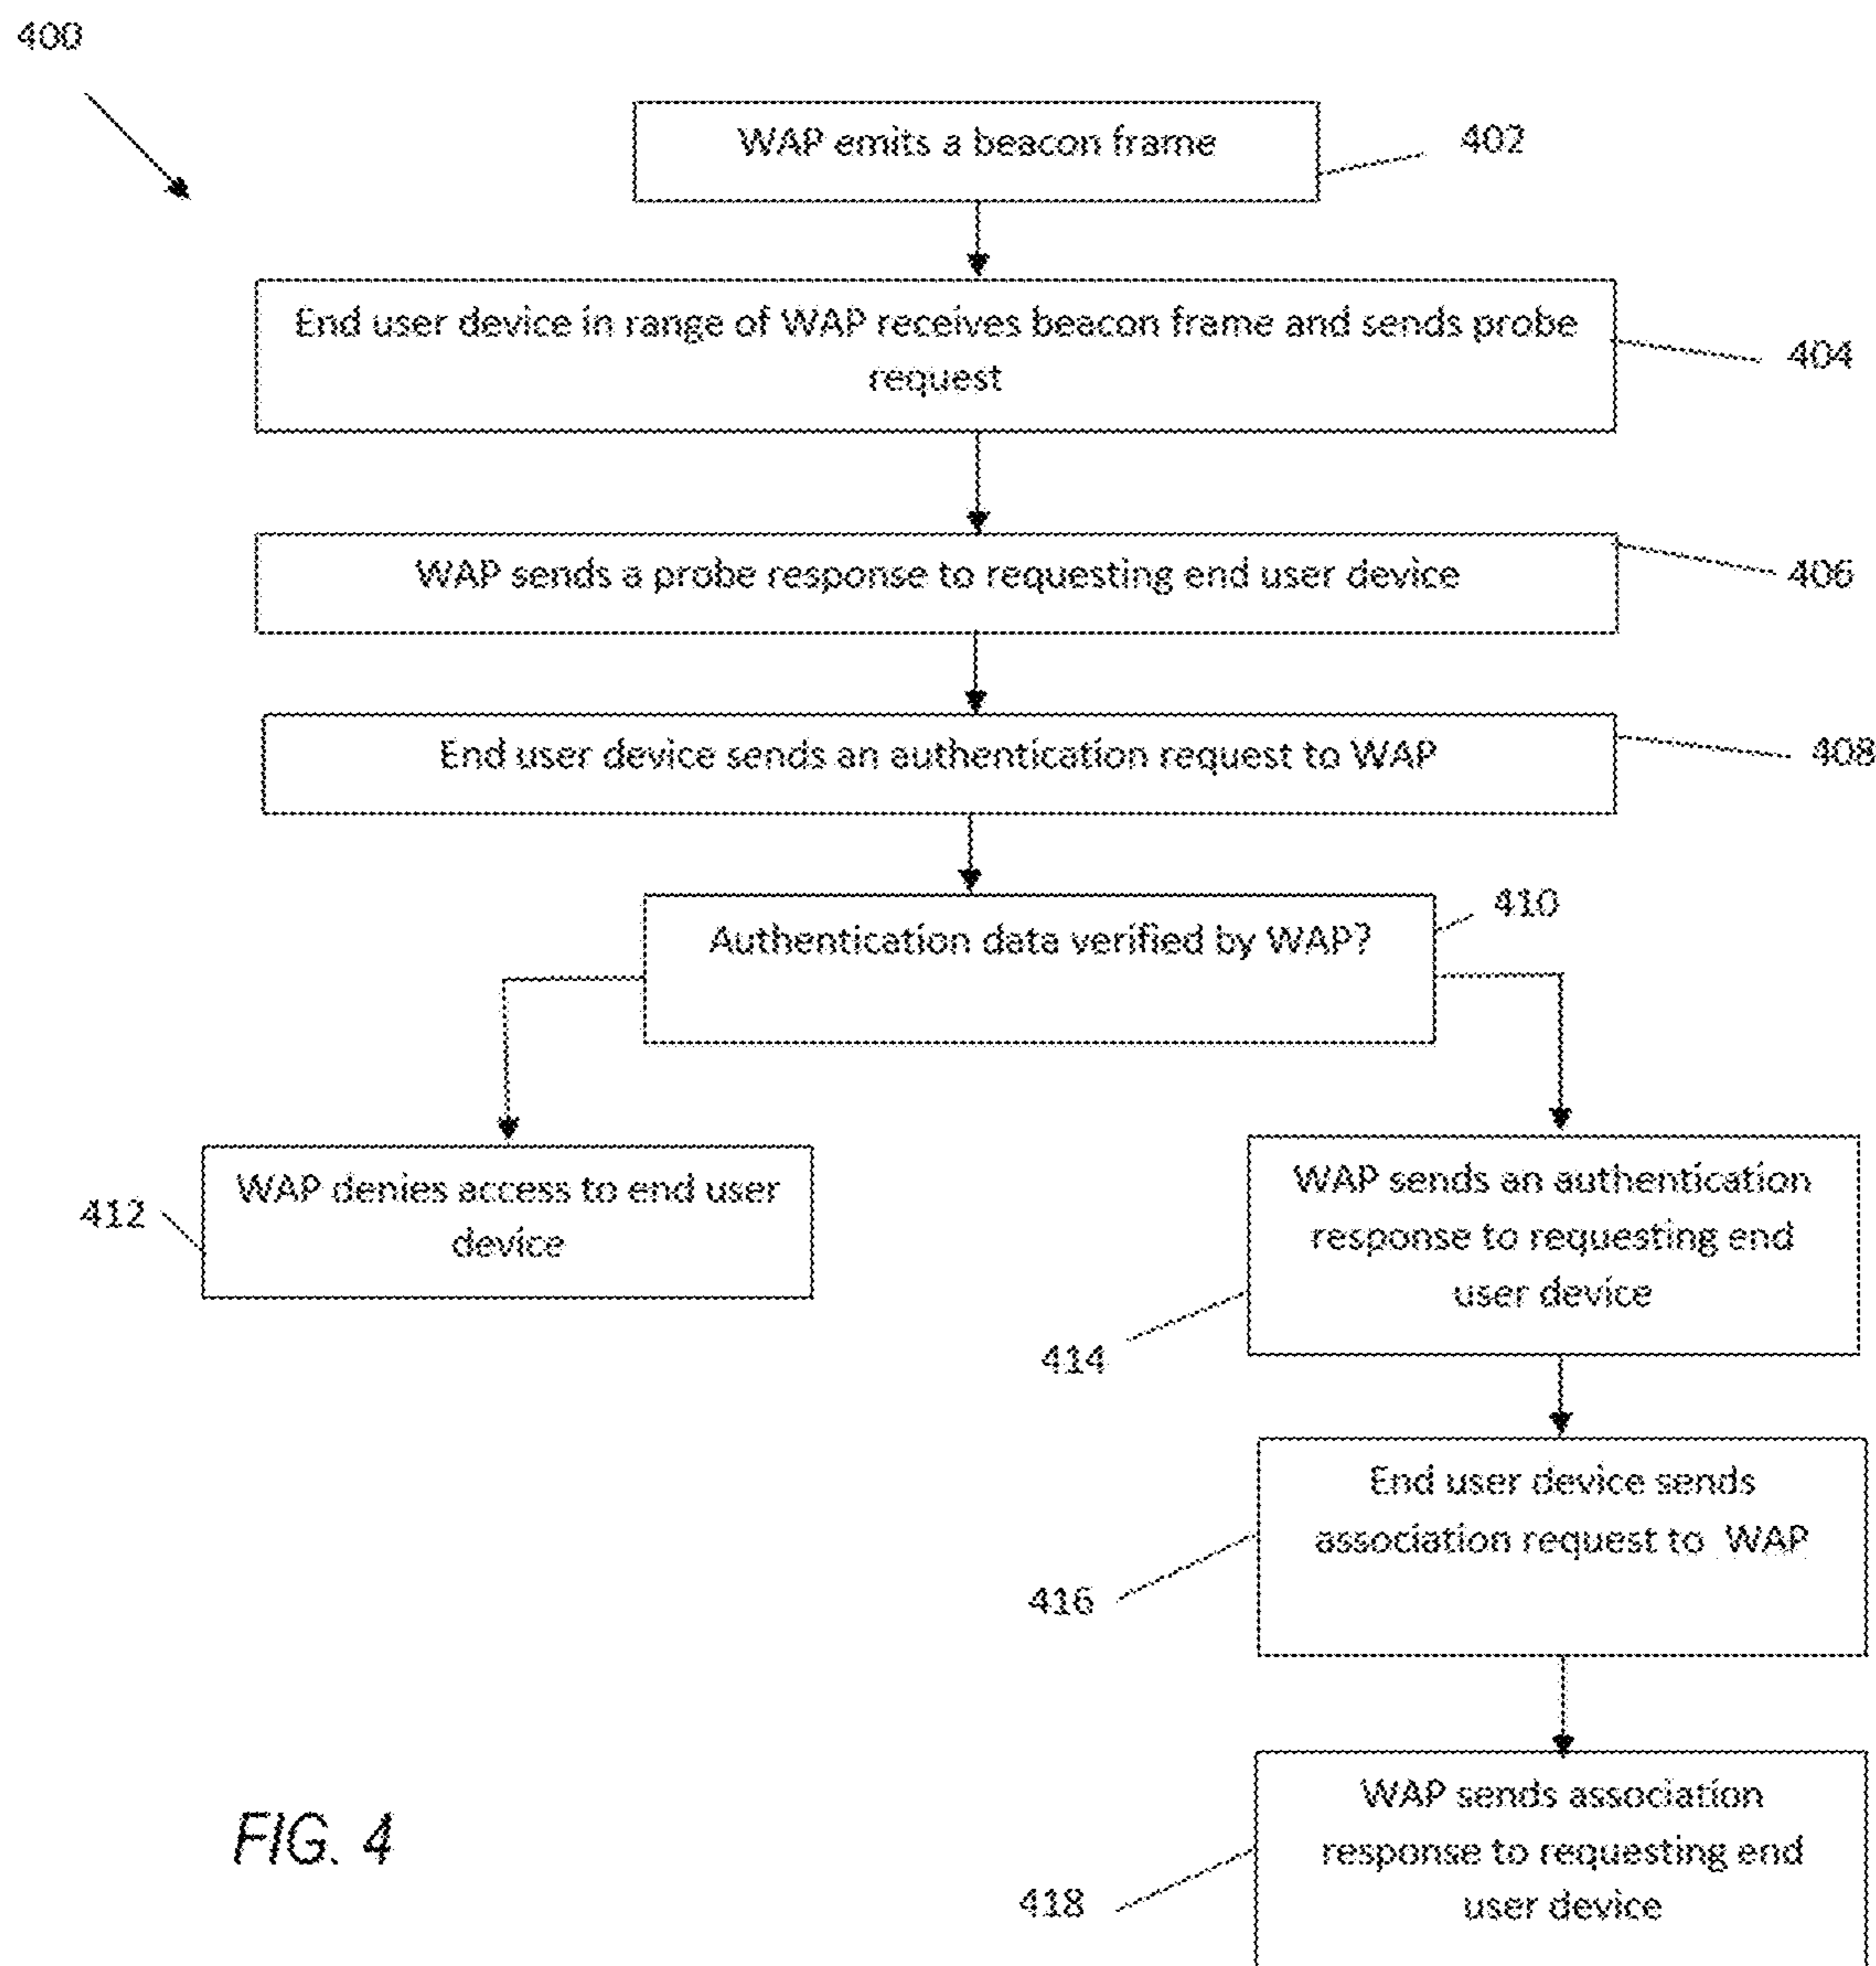 400
WAP emits a beacon frame
402
End user device in range of WAP receives beacon frame and sends probe
request
404
WAP sends a probe response to requesting end user device
406
End user device sends an authentication request to WAP
408
Authentication data verified by WAP?
410
WAP denies access to end user
device
412
WAP sends an authentication
response to requesting end
user device
414
End user device sends
association request to WAP
416
WAP sends association
response to requesting end
user device
418
FIG. 4